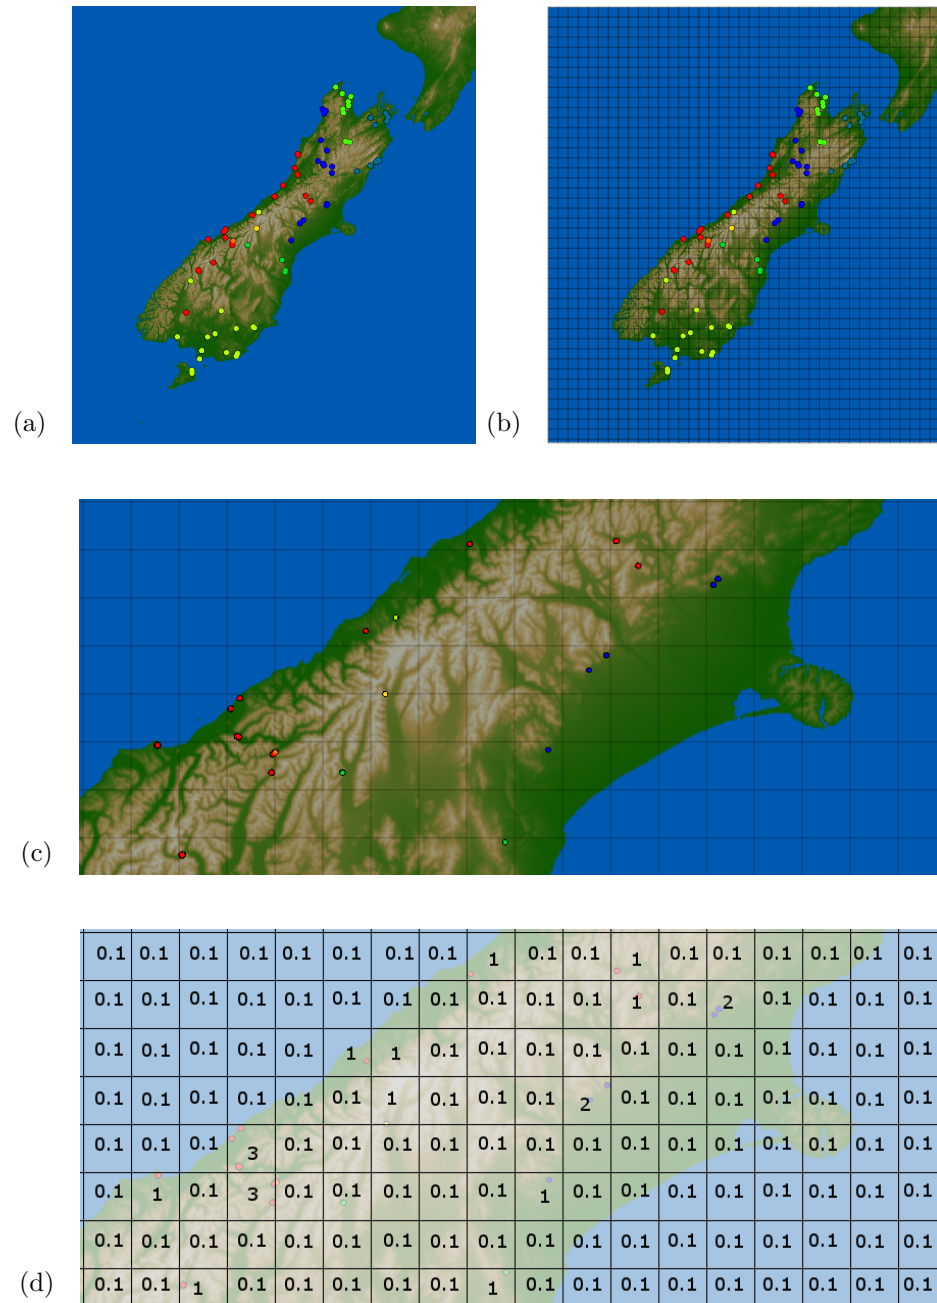 (a)
(b)
(c)
0.1 0.1 0.1 0.1 0.1 0.1 0.1 0.1 1 0.1 0.1 1 0.1 0.1 0.1 0.1 0.1 0.1
0.1 0.1 0.1 0.1 0.1 0.1 0.1 0.1 0.1 0.1 0.1 1 0.1 2 0.1 0.1 0.1 0.1
0.1 0.1 0.1 0.1 0.1 1 1 0.1 0.1 0.1 0.1 0.1 0.1 0.1 0.1 0.1 0.1 0.1
0.1 0.1 0.1 0.1 0.1 0.1 1 0.1 0.1 0.1 2 0.1 0.1 0.1 0.1 0.1 0.1 0.1
0.1 0.1 0.1 3 0.1 0.1 0.1 0.1 0.1 0.1 0.1 0.1 0.1 0.1 0.1 0.1 0.1 0.1
0.1 1 0.1 3 0.1 0.1 0.1 0.1 0.1 1 0.1 0.1 0.1 0.1 0.1 0.1 0.1 0.1
0.1 0.1 0.1 0.1 0.1 0.1 0.1 0.1 0.1 0.1 0.1 0.1 0.1 0.1 0.1 0.1 0.1 0.1
0.1 0.1 1 0.1 0.1 0.1 0.1 0.1 1 0.1 0.1 0.1 0.1 0.1 0.1 0.1 0.1 0.1
(d)